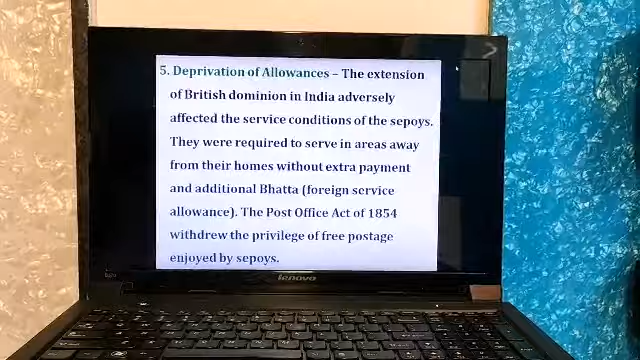 5. Deprivation of Allowances – The extension
of British dominion in India adversely
affected the service conditions of the sepoys.
They were required to serve in areas away
from their homes without extra payment
and additional Bhatta (foreign service
allowance). The Post Office Act of 1854
withdrew the privilege of free postage
enjoyed by sepoys.
lenovo